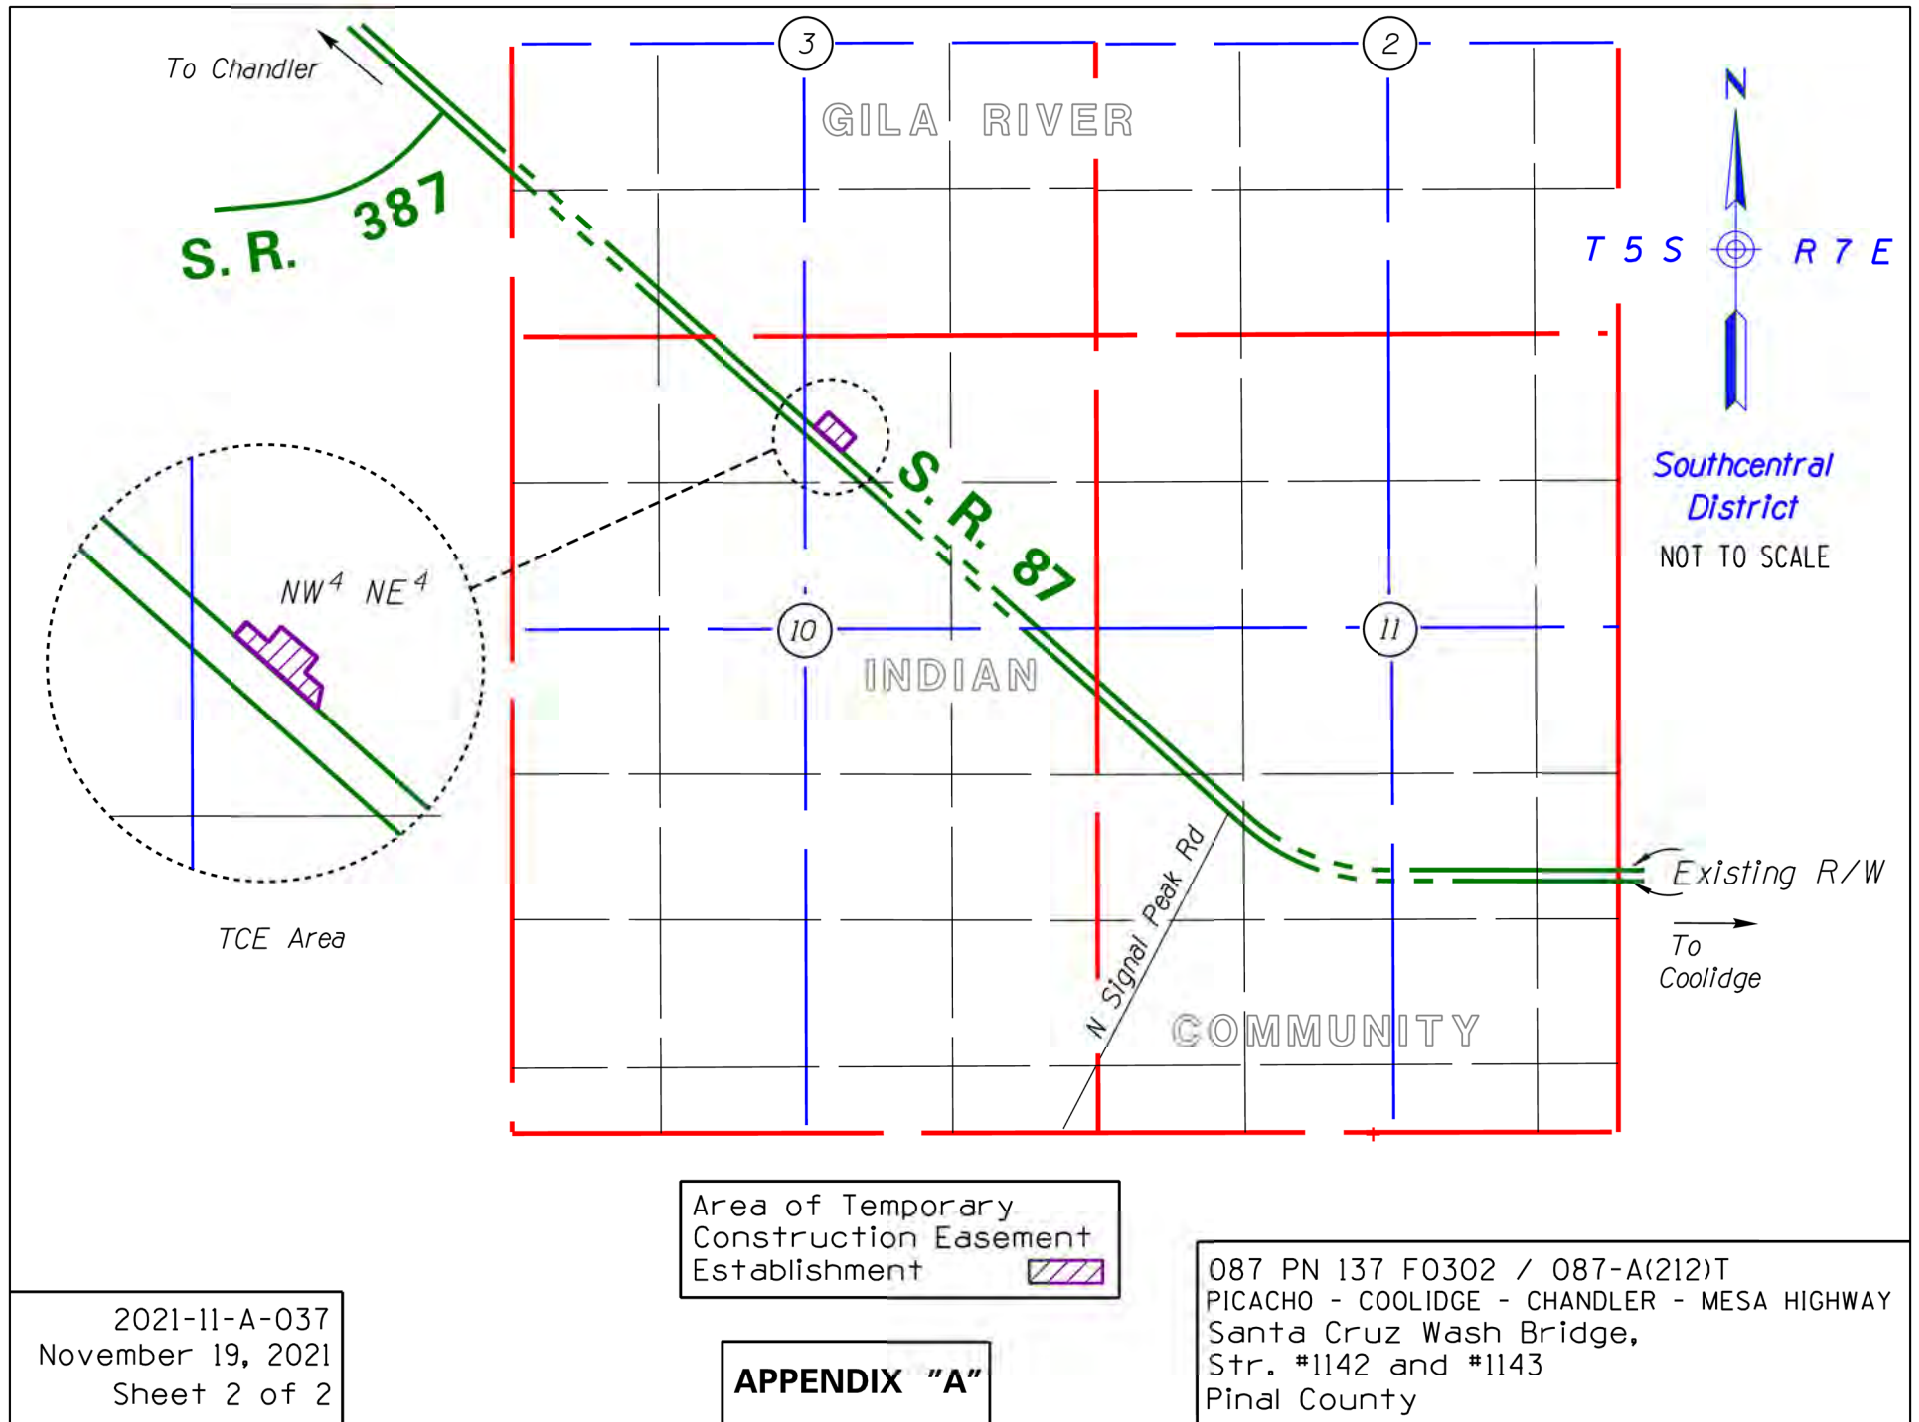 To Chandler
3
2
GILA RIVER
N
S. R. 387
T 5 S R 7 E
Southcentral
District
NOT TO SCALE
S. R. 87
NW4 NE4
10
11
INDIAN
N Signal Peak Rd
Existing R/W
TCE Area
To
Coolidge
COMMUNITY
Area of Temporary
Construction Easement
Establishment
087 PN 137 F0302 / 087-A(212)T
PICACHO - COOLIDGE - CHANDLER - MESA HIGHWAY
Santa Cruz Wash Bridge,
Str. #1142 and #1143
Pinal County
2021-11-A-037
November 19, 2021
Sheet 2 of 2
APPENDIX "A"